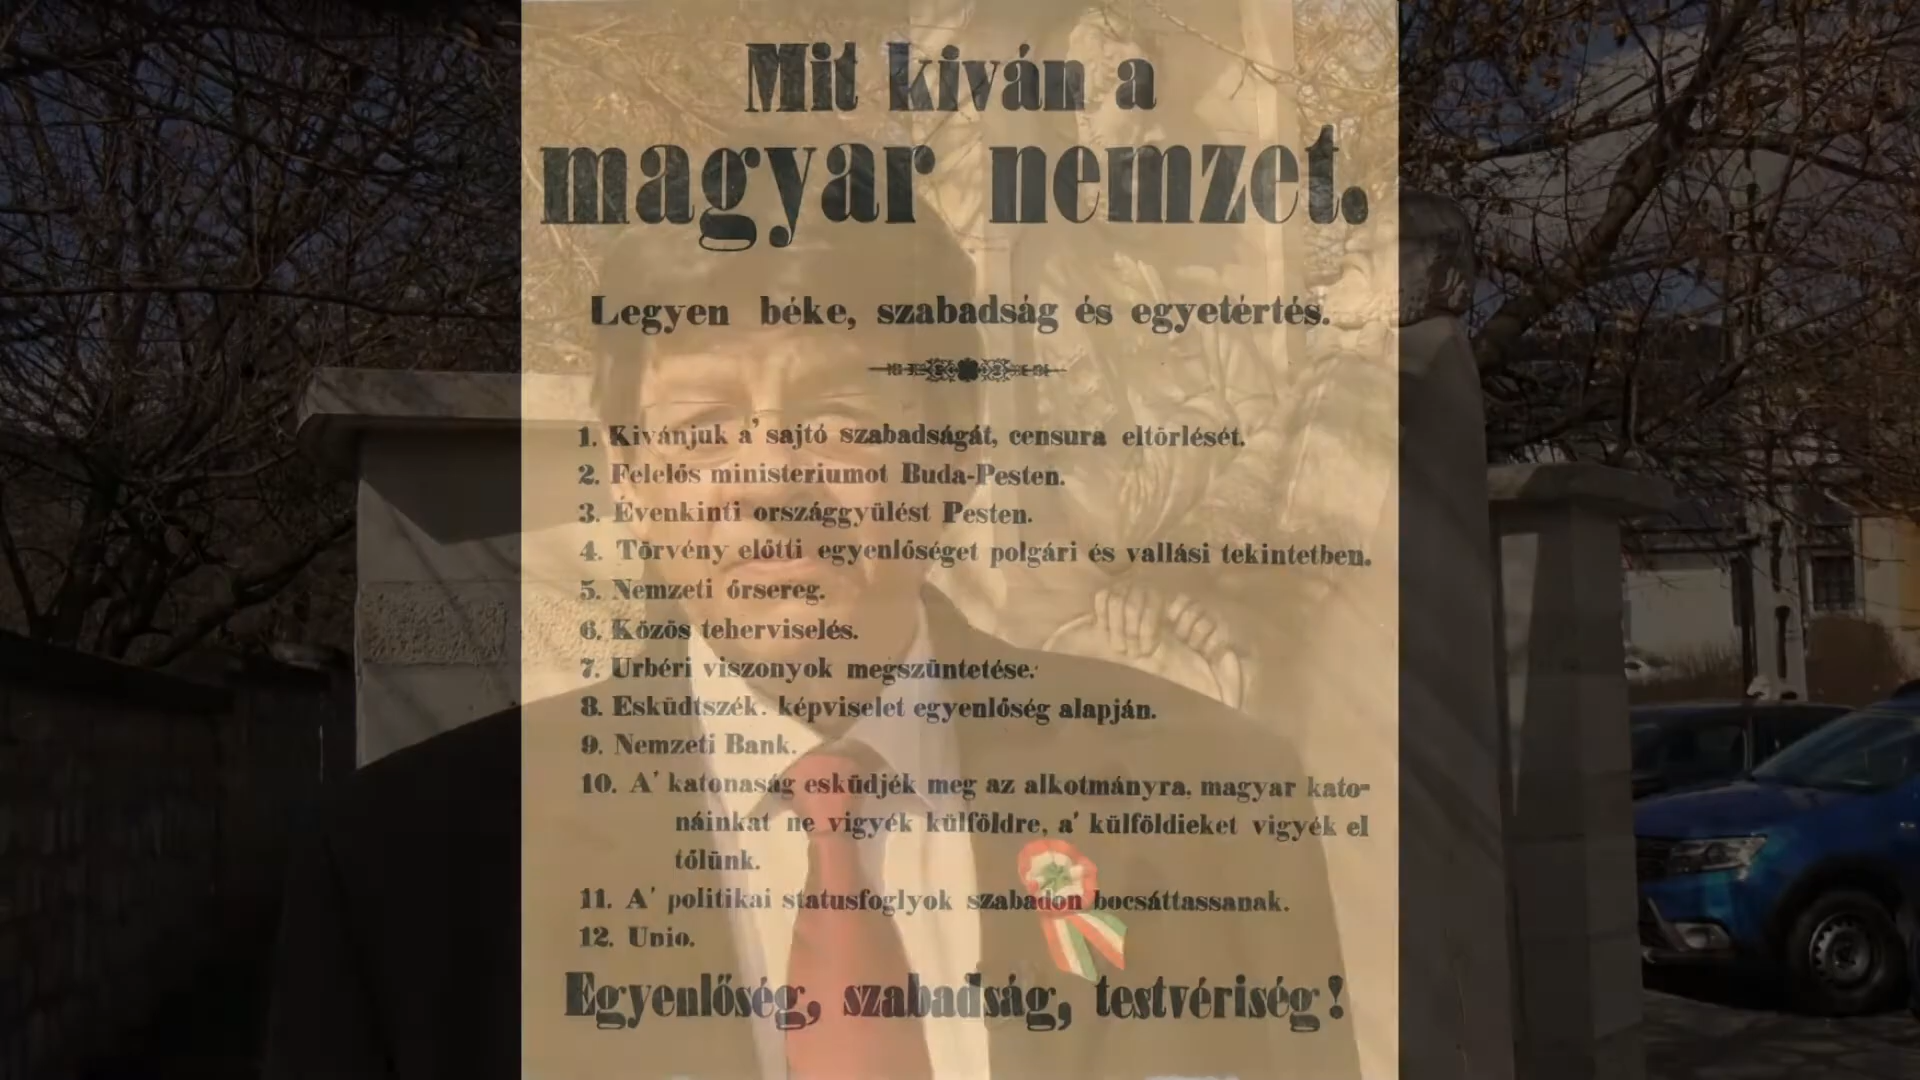 Mit kiván a
magyar nemzet.
Legyen béke, szabadság és egyetértés.
1. Kivánjuk a' sajtó szabadságát, censura eltörlését.
2. Felelős ministeriumot Buda-Pesten.
3. Évenkinti országgyülést Pesten.
4. Törvény előtti egyenlőséget polgári és vallási tekintetben.
5. Nemzeti őrsereg.
6. Közös teherviselés.
7. Urbéri viszonyok megszüntetése.
8. Esküdtszék. képviselet egyenlőség alapján.
9. Nemzeti Bank.
10. A' katonaság esküdjék meg az alkotmányra, magyar kato-
náinkat ne vigyék külföldre, a' külföldieket vigyék el
tőlünk.
11. A' politikai statusfoglyok szabadon bocsáttassanak.
12. Unio.
Egyenlőség, szabadság, testvériség!